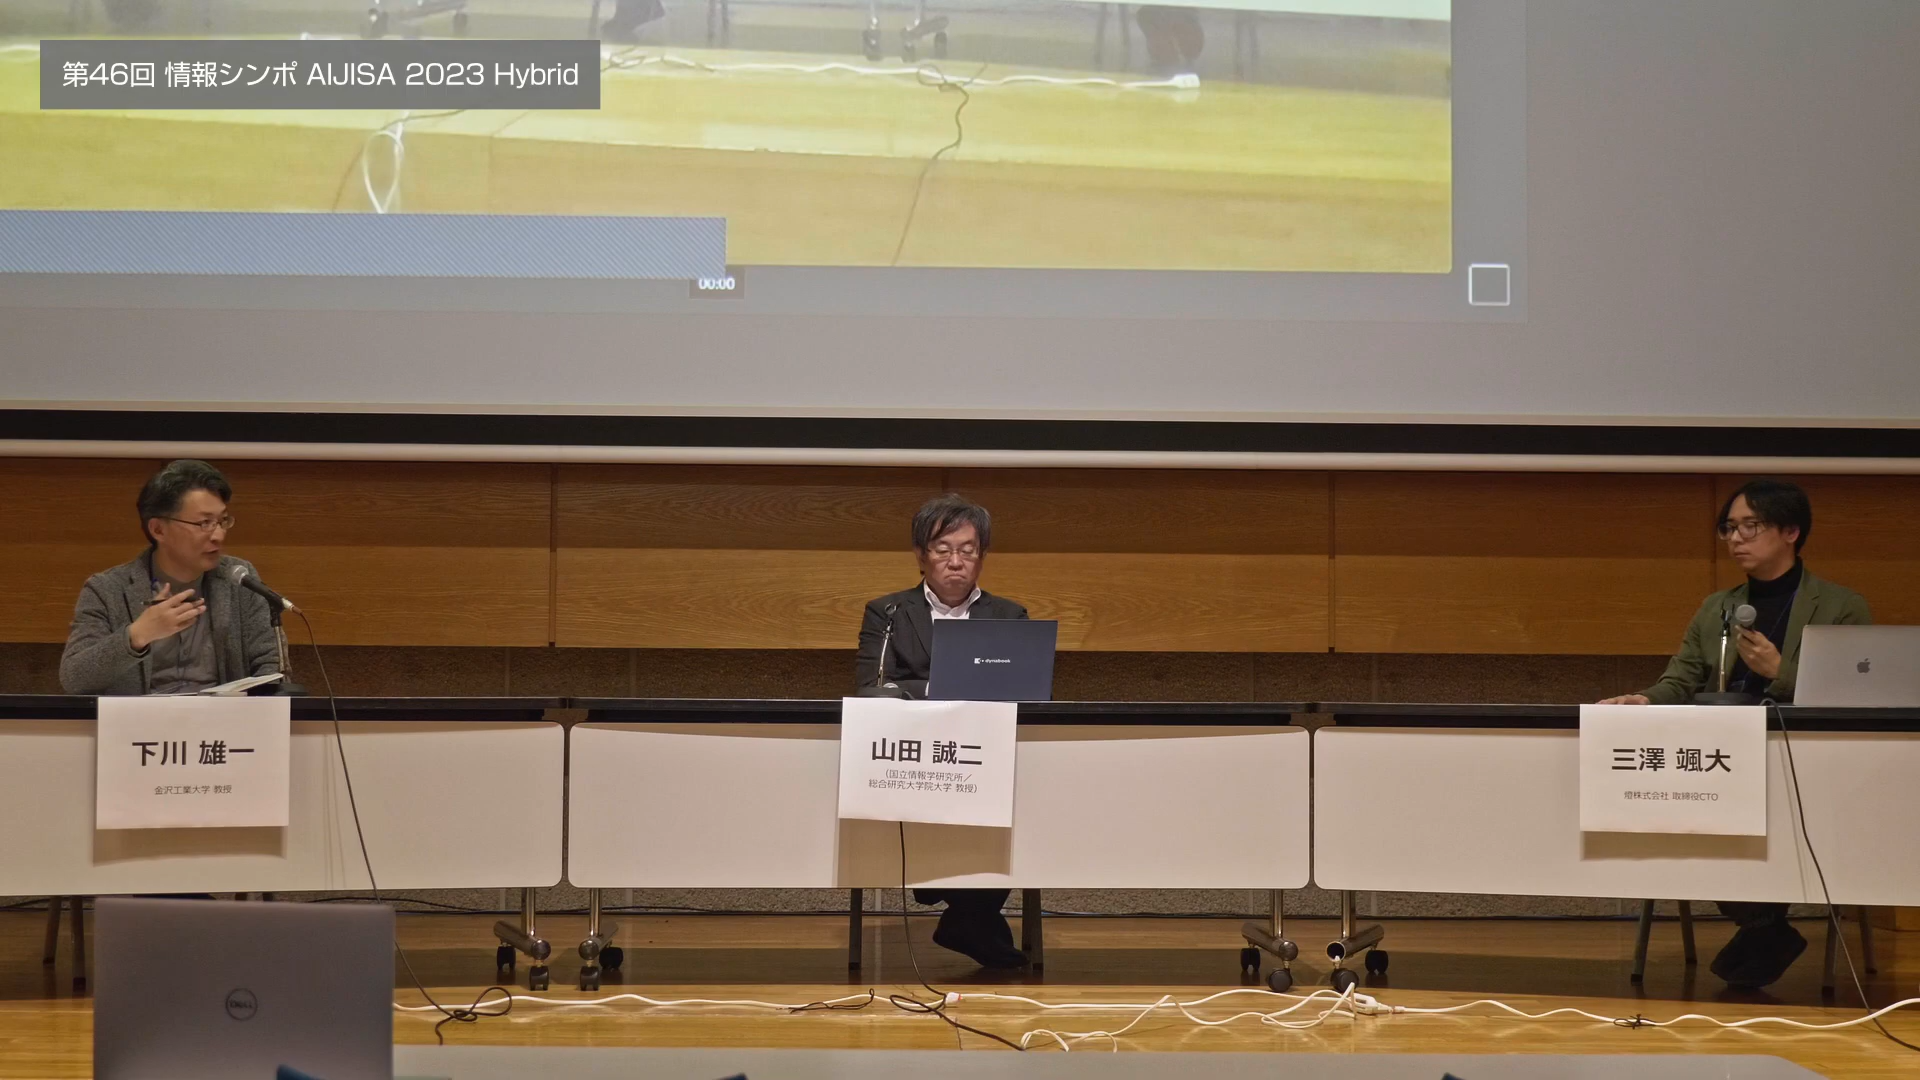 第46回 情報シンポ AIJISA 2023 Hybrid
00:00
下川 雄一
金沢工業大学 教授
山田 誠二
(国立情報学研究所／
総合研究大学院大学 教授)
三澤 颯大
燈株式会社 取締役CTO
dynabook
DELL